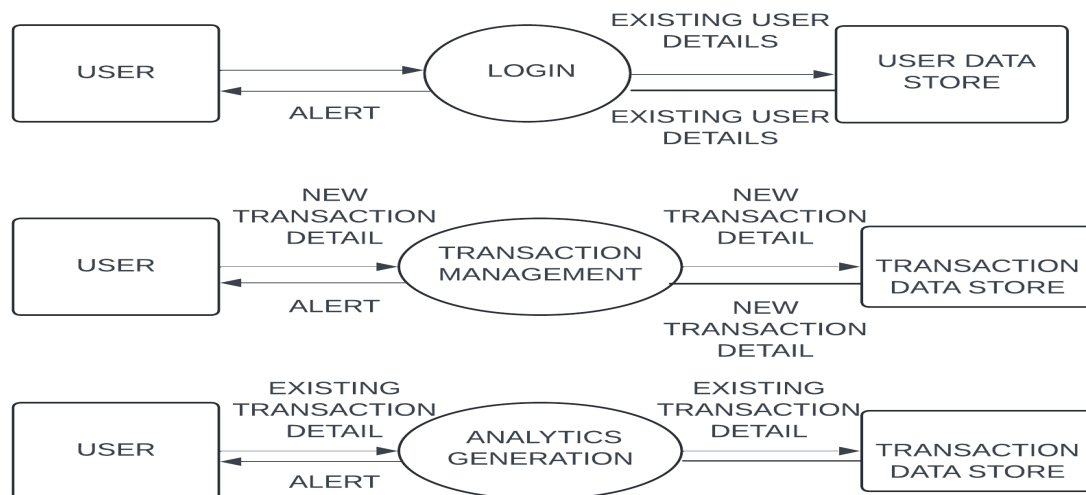 EXISTING USER
DETAILS
USER
LOGIN
USER DATA
STORE
ALERT
EXISTING USER
DETAILS
NEW
TRANSACTION
DETAIL
NEW
TRANSACTION
DETAIL
USER
TRANSACTION
MANAGEMENT
TRANSACTION
DATA STORE
ALERT
NEW
TRANSACTION
DETAIL
EXISTING
TRANSACTION
DETAIL
EXISTING
TRANSACTION
DETAIL
USER
ANALYTICS
GENERATION
TRANSACTION
DATA STORE
ALERT